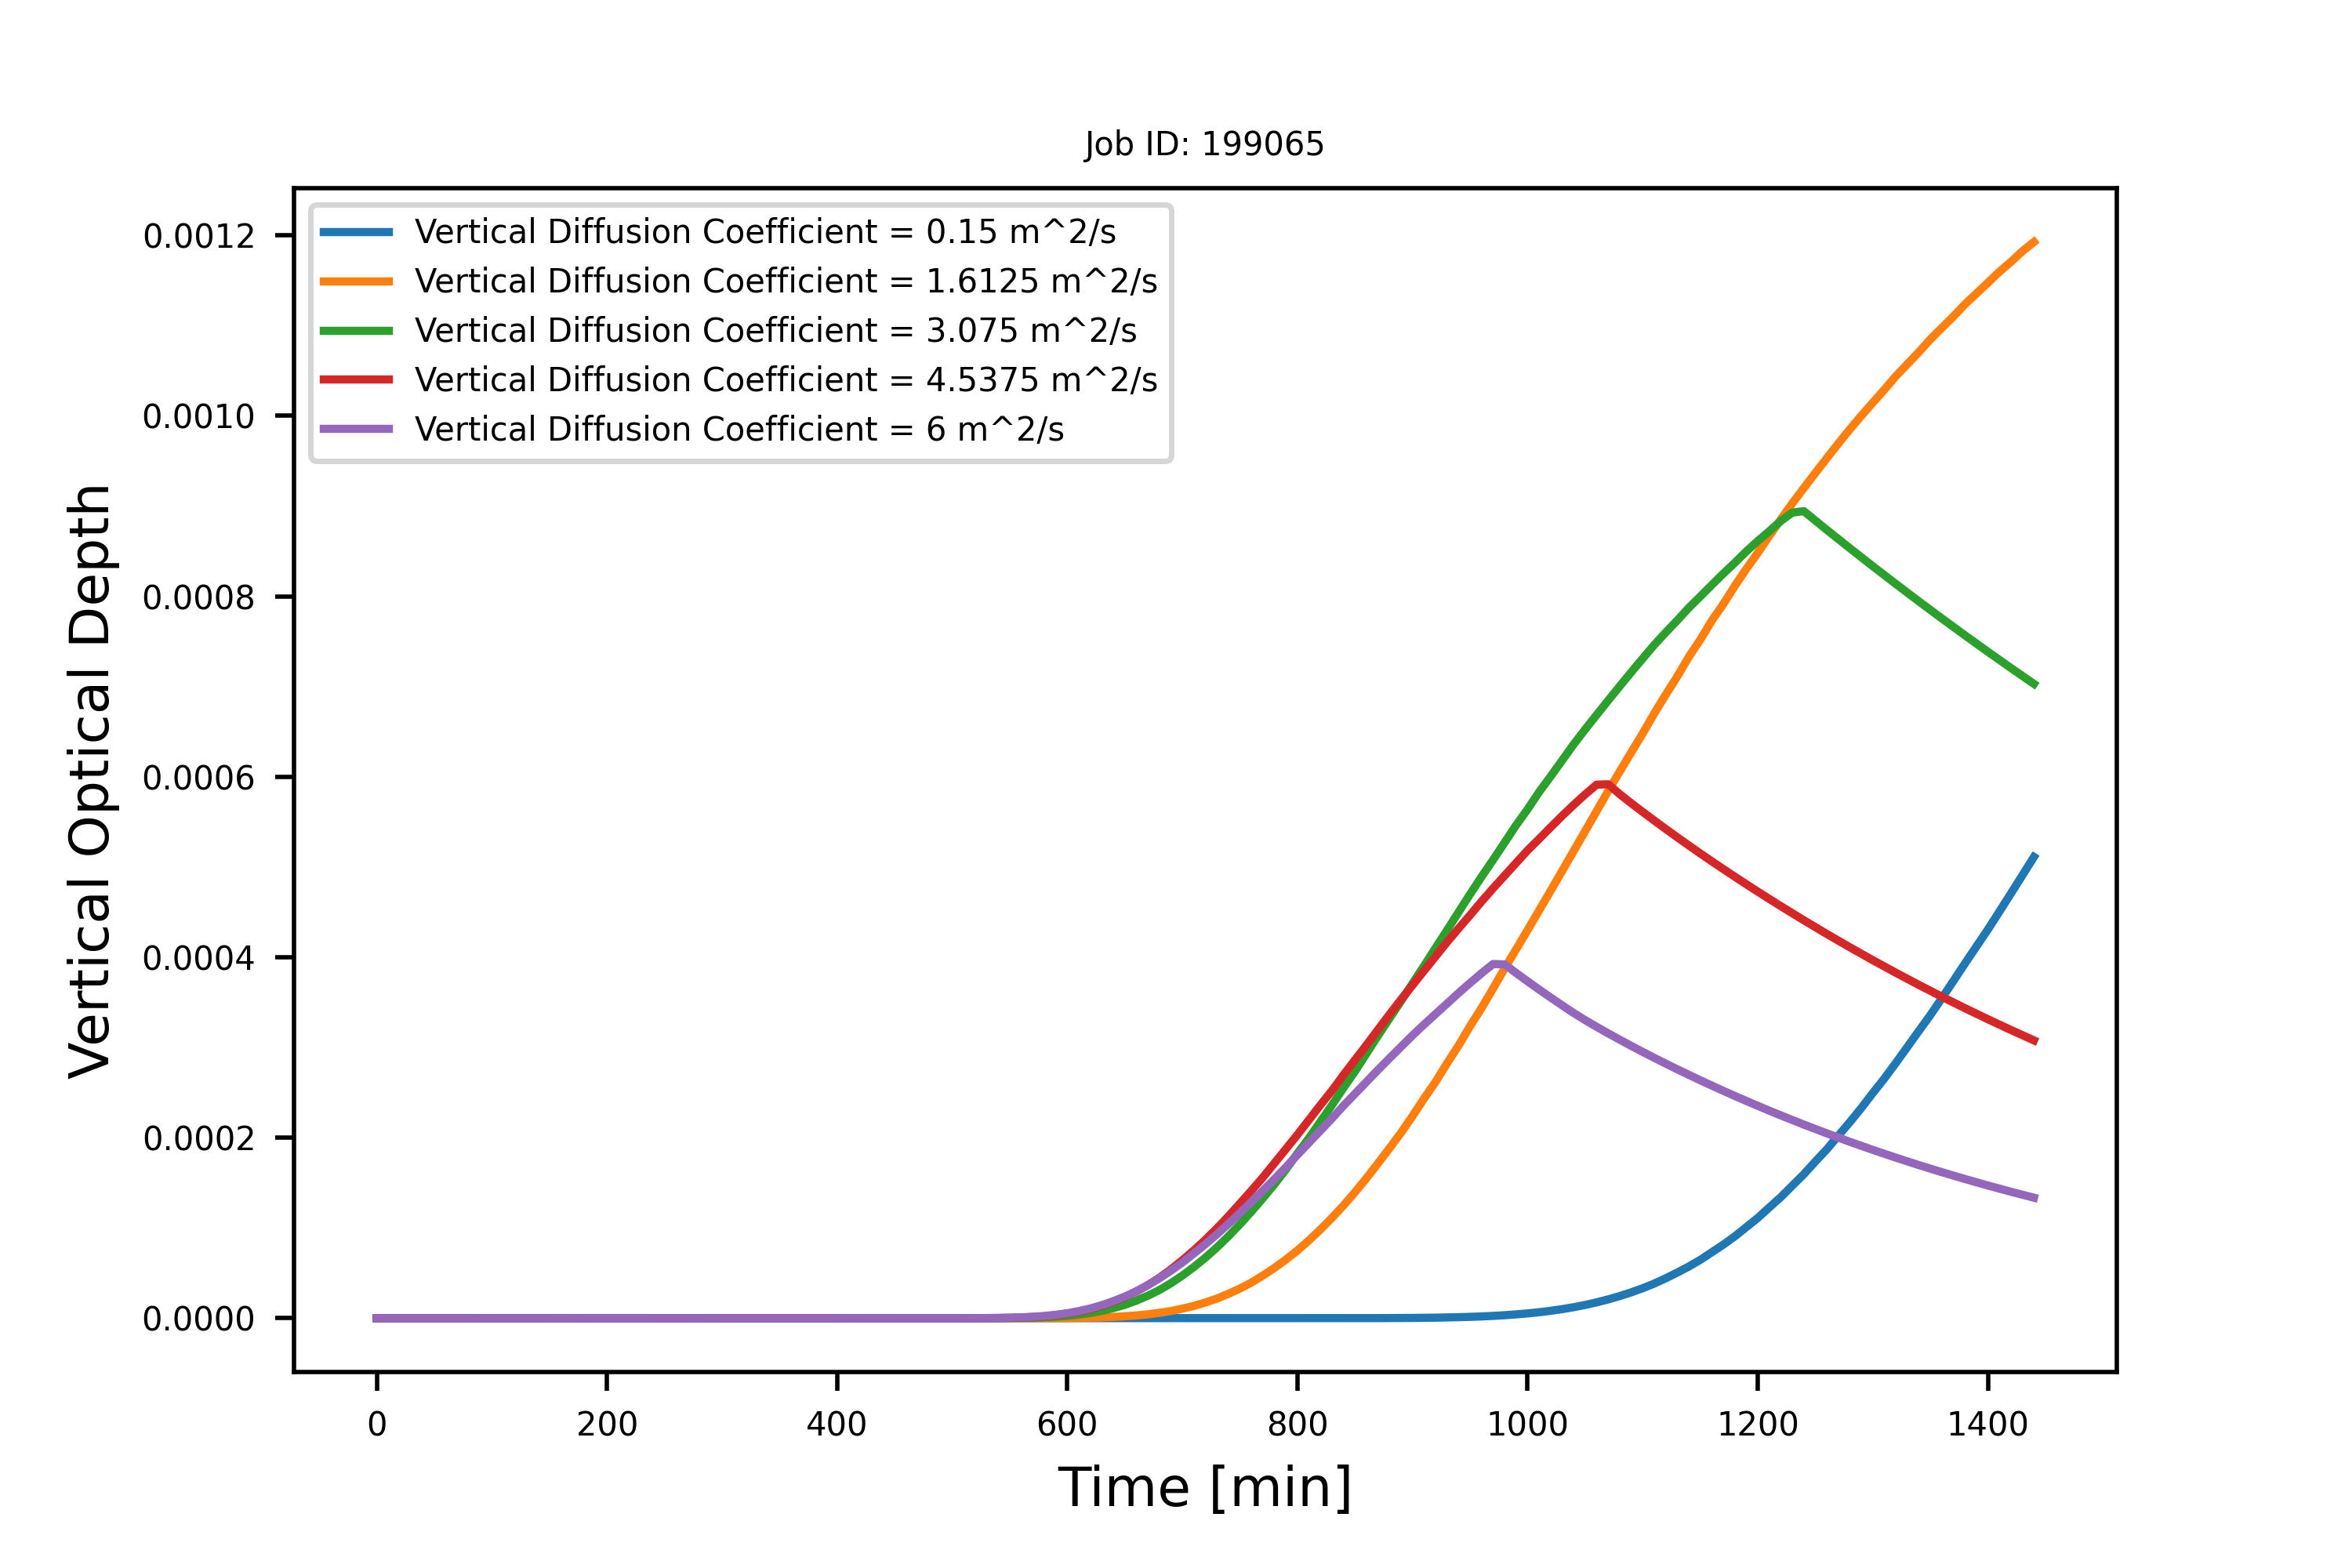 Job ID: 199065
Vertical Diffusion Coefficient = 0.15 m^2/s
Vertical Diffusion Coefficient = 1.6125 m^2/s
Vertical Diffusion Coefficient = 3.075 m^2/s
Vertical Diffusion Coefficient = 4.5375 m^2/s
Vertical Diffusion Coefficient = 6 m^2/s
Vertical Optical Depth
0.0012
0.0010
0.0008
0.0006
0.0004
0.0002
0.0000
0 200 400 600 800 1000 1200 1400
Time [min]